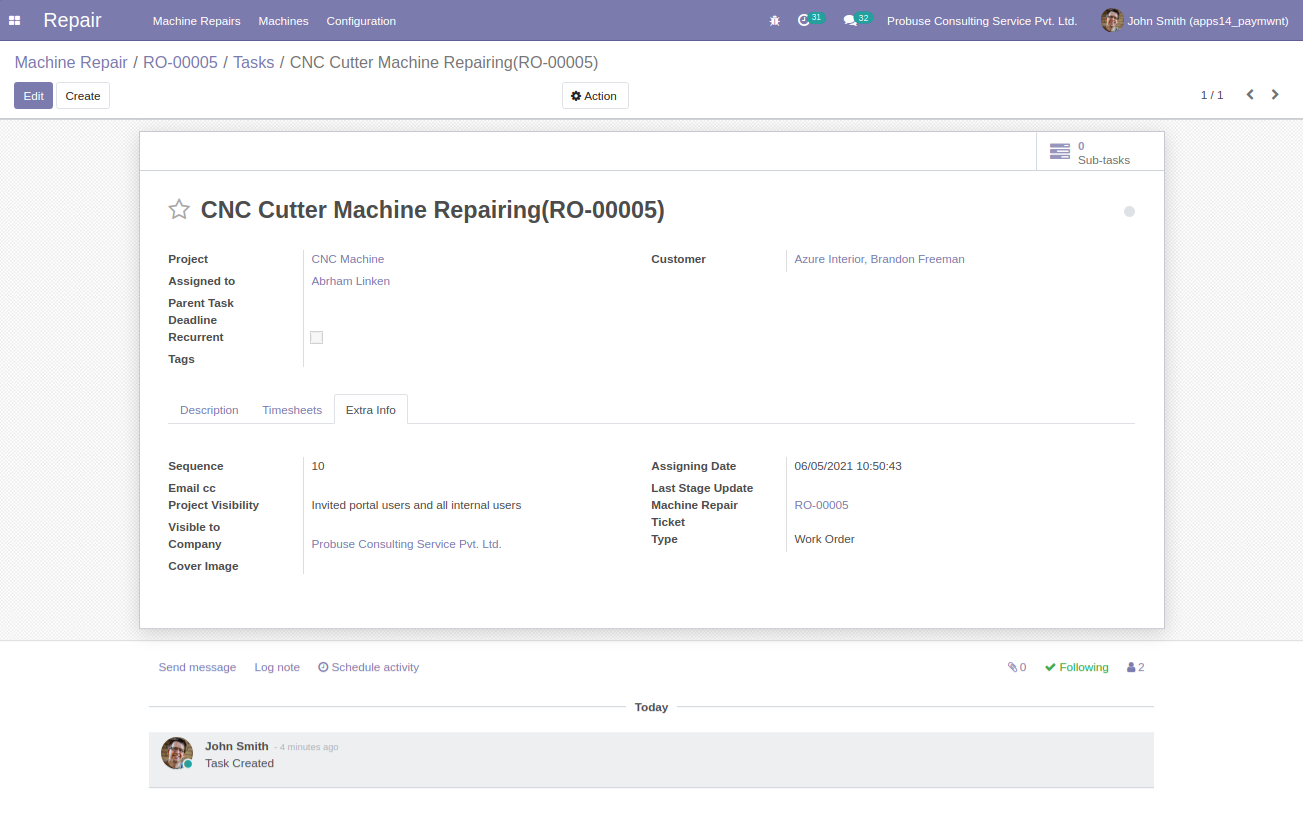 Repair Machine Repairs Machines Configuration 31 32 Probuse Consulting Service Pvt. Ltd. John Smith (apps14_paymwnt)
Machine Repair / RO-00005 / Tasks / CNC Cutter Machine Repairing(RO-00005)
Edit Create Action 1 / 1
0
Sub-tasks
CNC Cutter Machine Repairing(RO-00005)
Project CNC Machine Customer Azure Interior, Brandon Freeman
Assigned to Abrham Linken
Parent Task
Deadline
Recurrent
Tags
Description Timesheets Extra Info
Sequence 10 Assigning Date 06/05/2021 10:50:43
Email cc Last Stage Update
Project Visibility Invited portal users and all internal users Machine Repair RO-00005
Ticket
Visible to
Type Work Order
Company Probuse Consulting Service Pvt. Ltd.
Cover Image
Send message Log note Schedule activity 0 Following 2
Today
John Smith - 4 minutes ago
Task Created